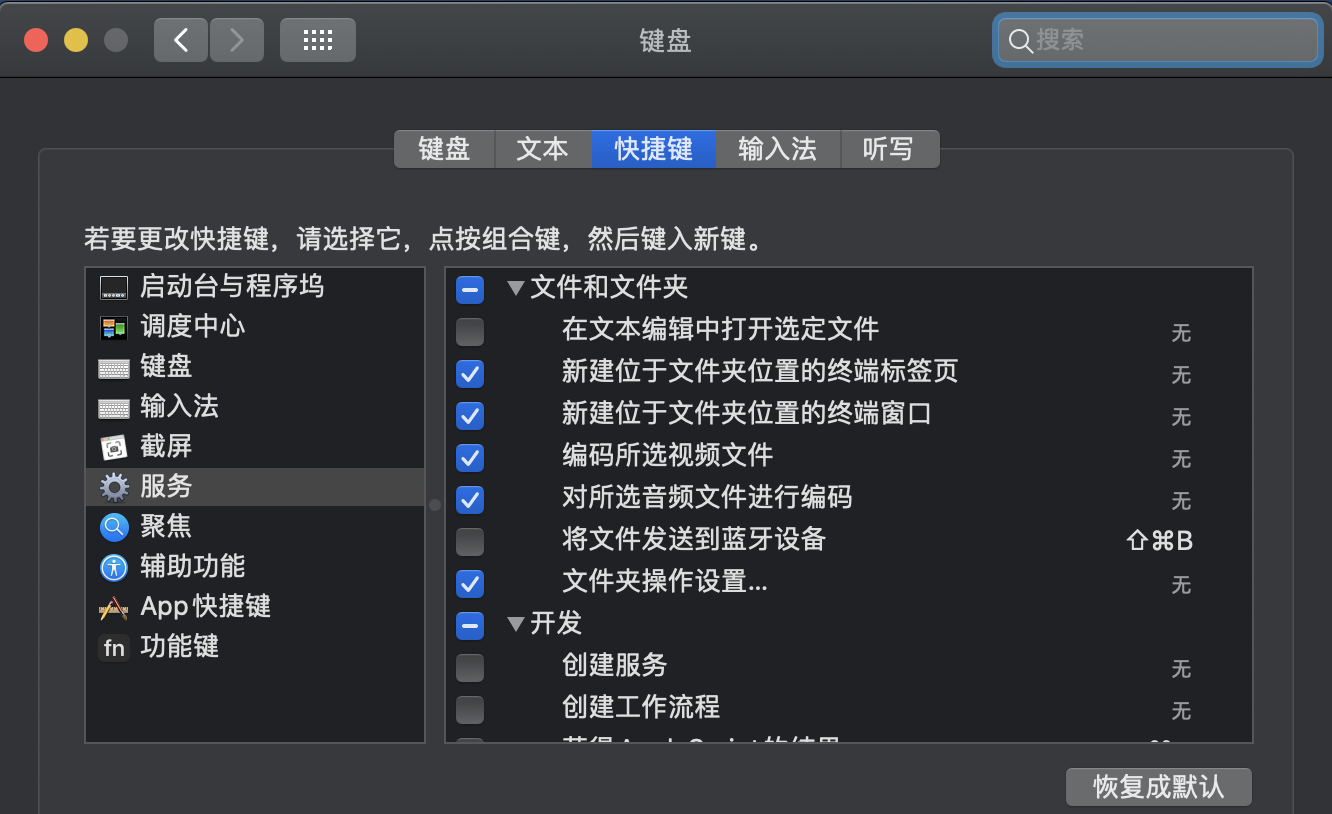 键盘
搜索
键盘
文本
快捷键
输入法
听写
若要更改快捷键，请选择它，点按组合键，然后键入新键。
启动台与程序坞
调度中心
键盘
输入法
截屏
服务
聚焦
辅助功能
App 快捷键
fn 功能键
文件和文件夹
在文本编辑中打开选定文件 无
新建位于文件夹位置的终端标签页 无
新建位于文件夹位置的终端窗口 无
编码所选视频文件 无
对所选音频文件进行编码 无
将文件发送到蓝牙设备 ⇧⌘B
文件夹操作设置... 无
开发
创建服务 无
创建工作流程 无
恢复成默认